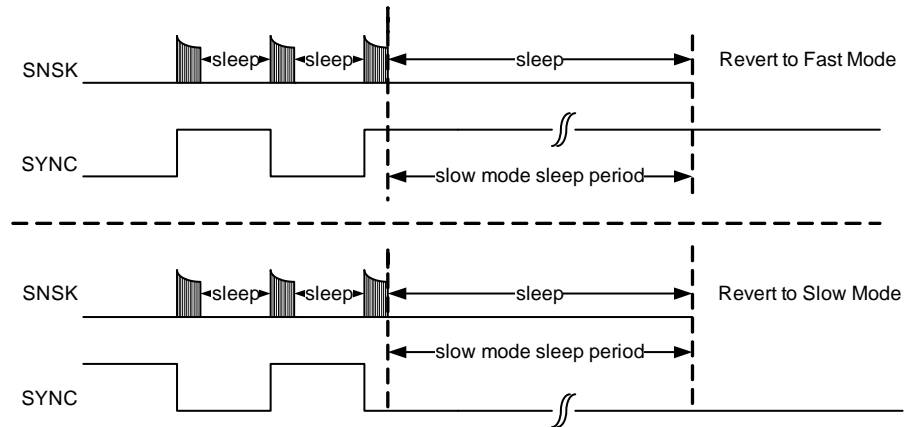 sleep sleep sleep Revert to Fast Mode
SNSK
SYNC
slow mode sleep period
sleep sleep sleep
SNSK Revert to Slow Mode
slow mode sleep period
SYNC